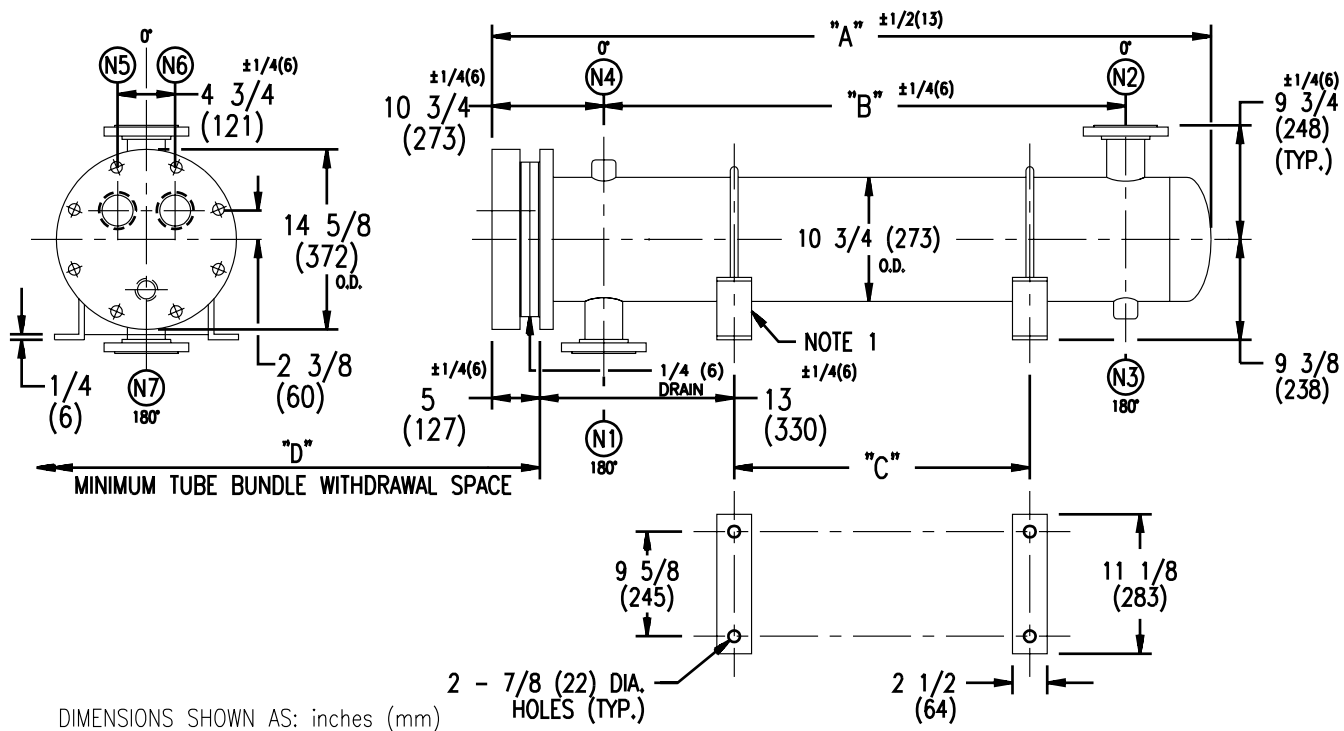 0°
N5
N6
±1/4(6)
4 3/4
(121)
14 5/8
(372)
O.D.
1/4
(6)
N7
180°
2 3/8
(60)
"D"
MINIMUM TUBE BUNDLE WITHDRAWAL SPACE
"A" ±1/2(13)
±1/4(6)
10 3/4
(273)
0°
N4
"B" ±1/4(6)
0°
N2
±1/4(6)
9 3/4
(248)
(TYP.)
10 3/4 (273)
O.D.
NOTE 1
±1/4(6)
5
(127)
1/4 (6)
DRAIN
±1/4(6)
13
(330)
N1
180°
N3
180°
9 3/8
(238)
"C"
9 5/8
(245)
11 1/8
(283)
2 - 7/8 (22) DIA.
HOLES (TYP.)
2 1/2
(64)
DIMENSIONS SHOWN AS: inches (mm)